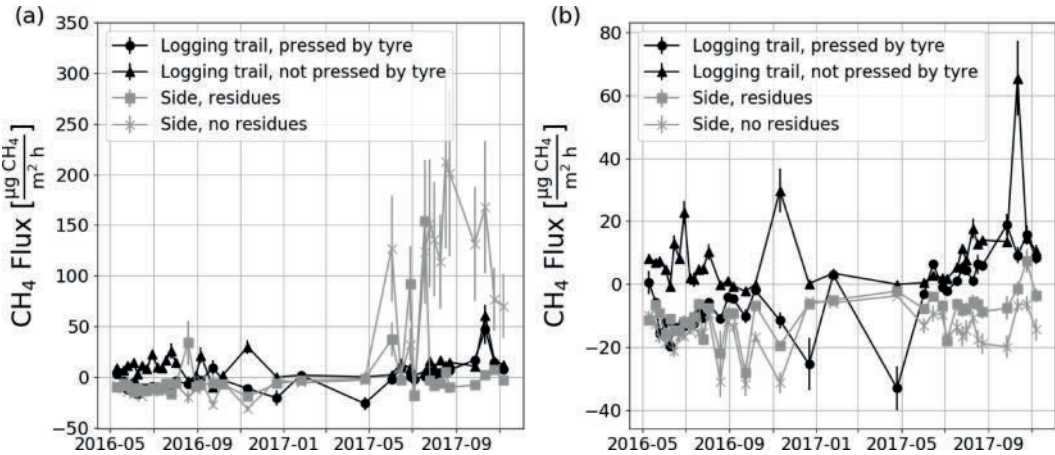 (a)
350
300
250
200
150
100
50
0
−50
CH₄ Flux [µg CH₄ / m² h]
Logging trail, pressed by tyre
Logging trail, not pressed by tyre
Side, residues
Side, no residues
2016-05 2016-09 2017-01 2017-05 2017-09
(b)
80
60
40
20
0
−20
−40
CH₄ Flux [µg CH₄ / m² h]
Logging trail, pressed by tyre
Logging trail, not pressed by tyre
Side, residues
Side, no residues
2016-05 2016-09 2017-01 2017-05 2017-09